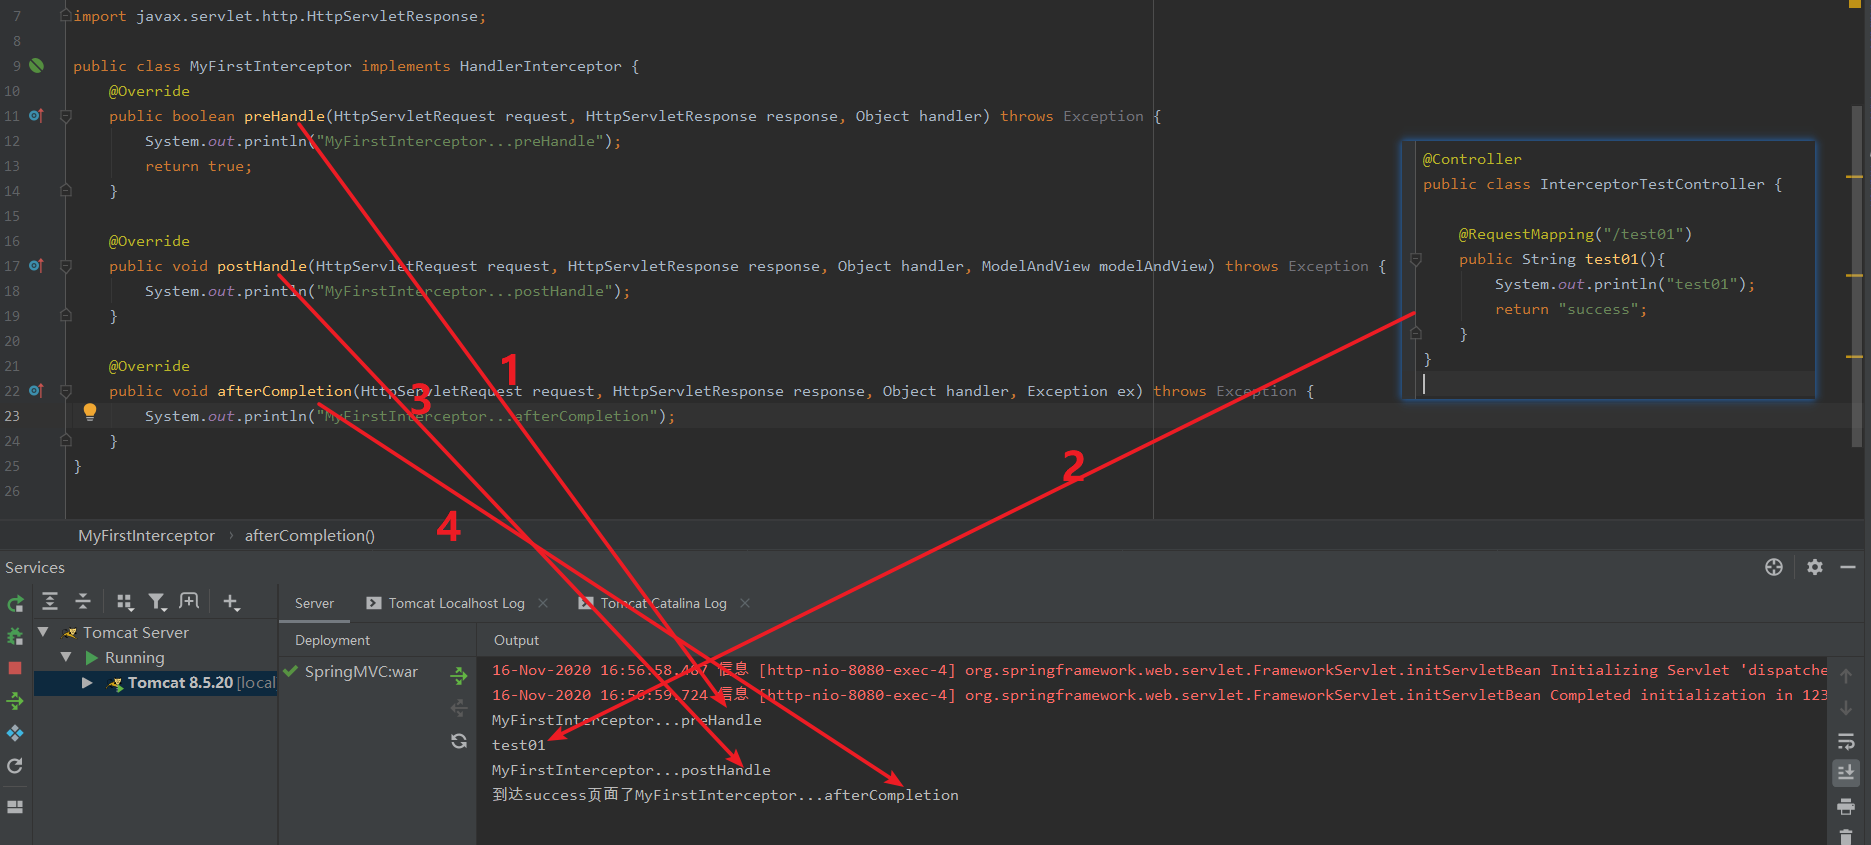 7 import javax.servlet.http.HttpServletResponse;
8
9 public class MyFirstInterceptor implements HandlerInterceptor {
10 @Override
11 public boolean preHandle(HttpServletRequest request, HttpServletResponse response, Object handler) throws Exception {
12 System.out.println("MyFirstInterceptor...preHandle");
13 return true;
14 }
15
16 @Override
17 public void postHandle(HttpServletRequest request, HttpServletResponse response, Object handler, ModelAndView modelAndView) throws Exception {
18 System.out.println("MyFirstInterceptor...postHandle");
19 }
20
21 @Override
22 public void afterCompletion(HttpServletRequest request, HttpServletResponse response, Object handler, Exception ex) throws Exception {
23 System.out.println("MyFirstInterceptor...afterCompletion");
24 }
25 }
26
@Controller
public class InterceptorTestController {
@RequestMapping("/test01")
public String test01(){
System.out.println("test01");
return "success";
}
}
1
3
2
4
MyFirstInterceptor › afterCompletion()
Services
Server
Tomcat Localhost Log
Tomcat Catalina Log
Tomcat Server
Running
Tomcat 8.5.20 [local
Deployment
SpringMVC:war
Output
16-Nov-2020 16:56:58.487 信息 [http-nio-8080-exec-4] org.springframework.web.servlet.FrameworkServlet.initServletBean Initializing Servlet 'dispatche
16-Nov-2020 16:56:59.724 信息 [http-nio-8080-exec-4] org.springframework.web.servlet.FrameworkServlet.initServletBean Completed initialization in 123
MyFirstInterceptor...preHandle
test01
MyFirstInterceptor...postHandle
到达success页面了MyFirstInterceptor...afterCompletion